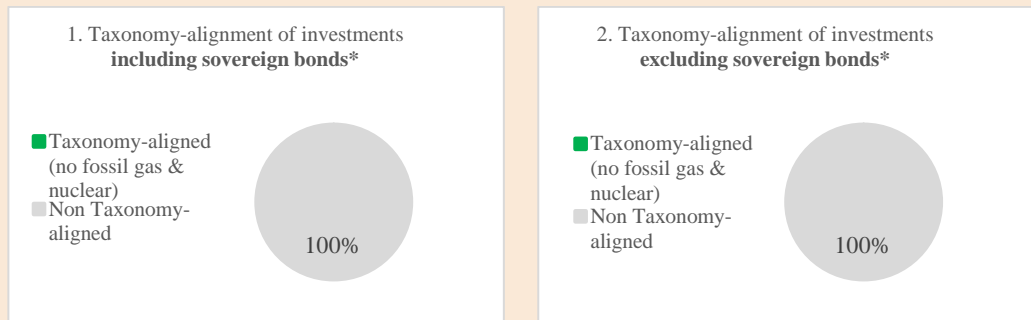 1. Taxonomy-alignment of investments
including sovereign bonds*
Taxonomy-aligned
(no fossil gas &
nuclear)
Non Taxonomy-
aligned
100%
2. Taxonomy-alignment of investments
excluding sovereign bonds*
Taxonomy-aligned
(no fossil gas &
nuclear)
Non Taxonomy-
aligned
100%